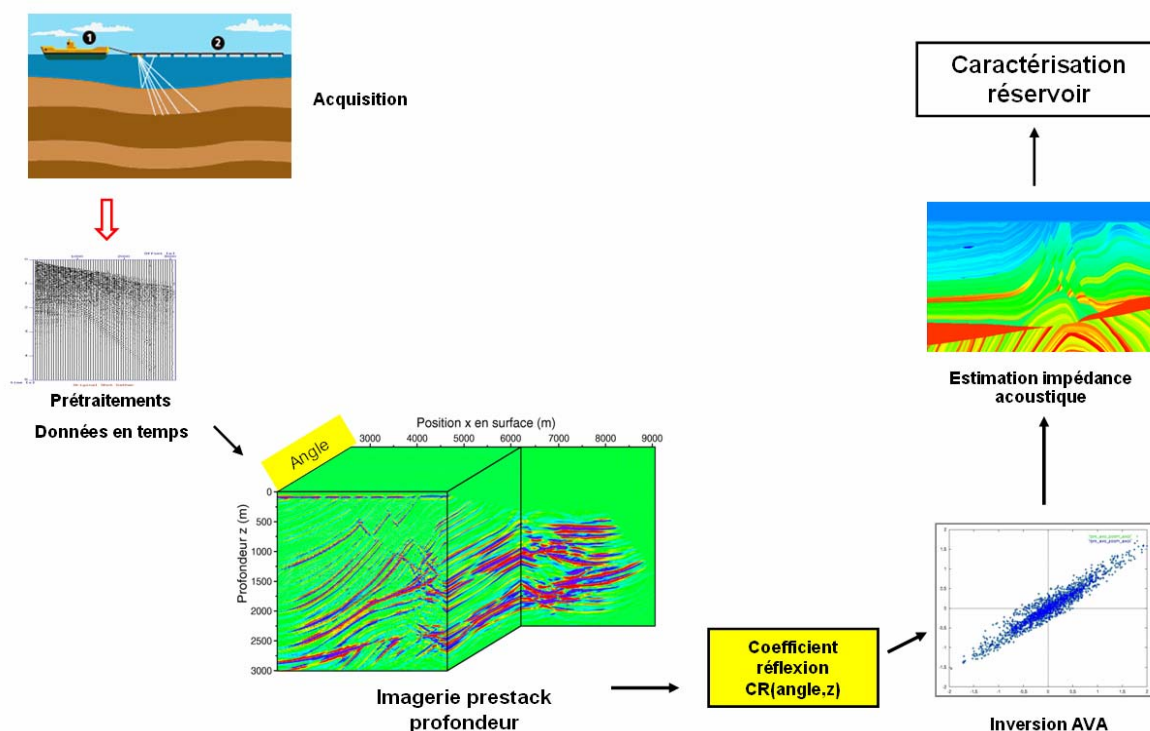 1
2
Acquisition
Prétraitements
Données en temps
Angle
Position x en surface (m)
3000 4000 5000 6000 7000 8000 9000
Profondeur z (m)
0
500
1000
1500
2000
2500
3000
Imagerie prestack
profondeur
Coefficient
réflexion
CR(angle,z)
Inversion AVA
Estimation impédance
acoustique
Caractérisation
réservoir